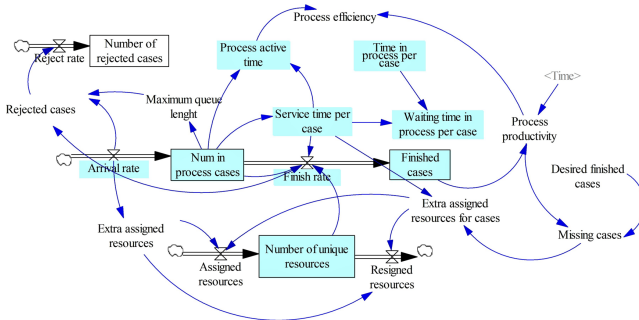 Process efficiency
Number of
rejected cases
Reject rate
Process active
time
Time in
process per
case
<Time>
Rejected cases
Maximum queue
lenght
Service time per
case
Waiting time in
process per case
Process
productivity
Arrival rate
Num in
process cases
Finish rate
Finished
cases
Desired finished
cases
Extra assigned
resources
Extra assigned
resources for cases
Missing cases
Assigned
resources
Number of unique
resources
Resigned
resources